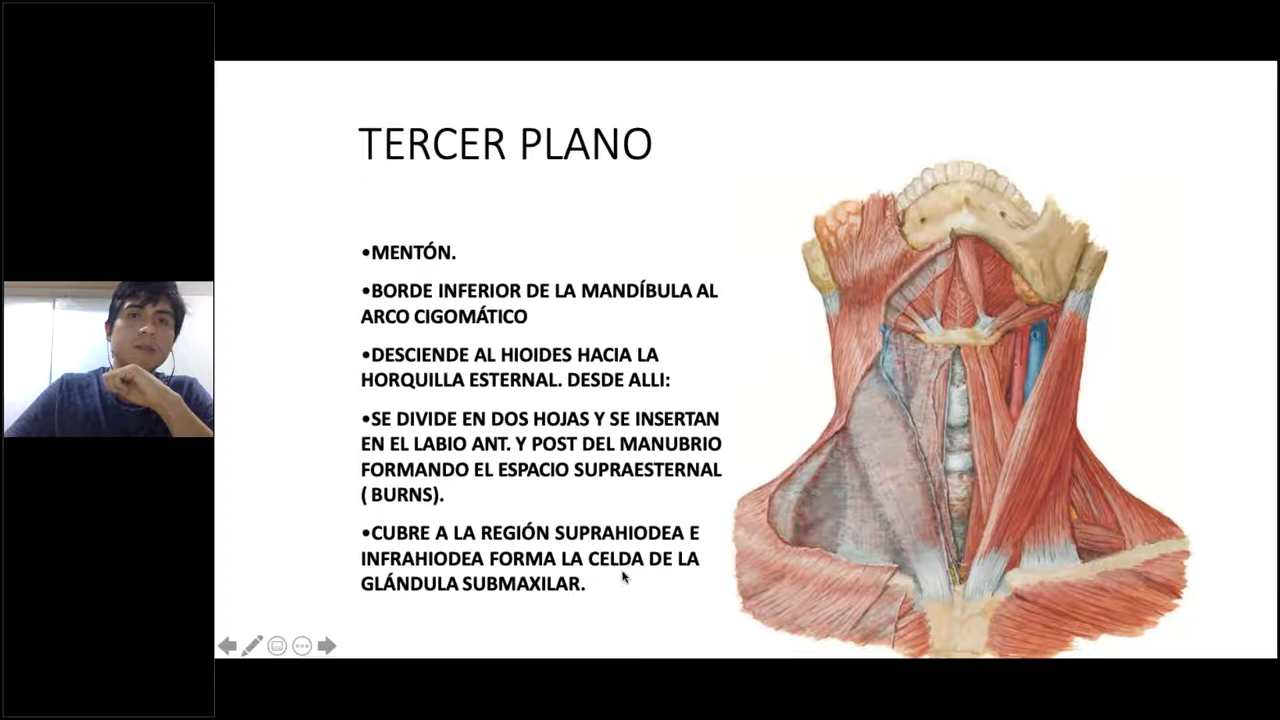 TERCER PLANO
•MENTÓN.
•BORDE INFERIOR DE LA MANDÍBULA AL
ARCO CIGOMÁTICO
•DESCIENDE AL HIOIDES HACIA LA
HORQUILLA ESTERNAL. DESDE ALLI:
•SE DIVIDE EN DOS HOJAS Y SE INSERTAN
EN EL LABIO ANT. Y POST DEL MANUBRIO
FORMANDO EL ESPACIO SUPRAESTERNAL
( BURNS).
•CUBRE A LA REGIÓN SUPRAHIODEA E
INFRAHIODEA FORMA LA CELDA DE LA
GLÁNDULA SUBMAXILAR.